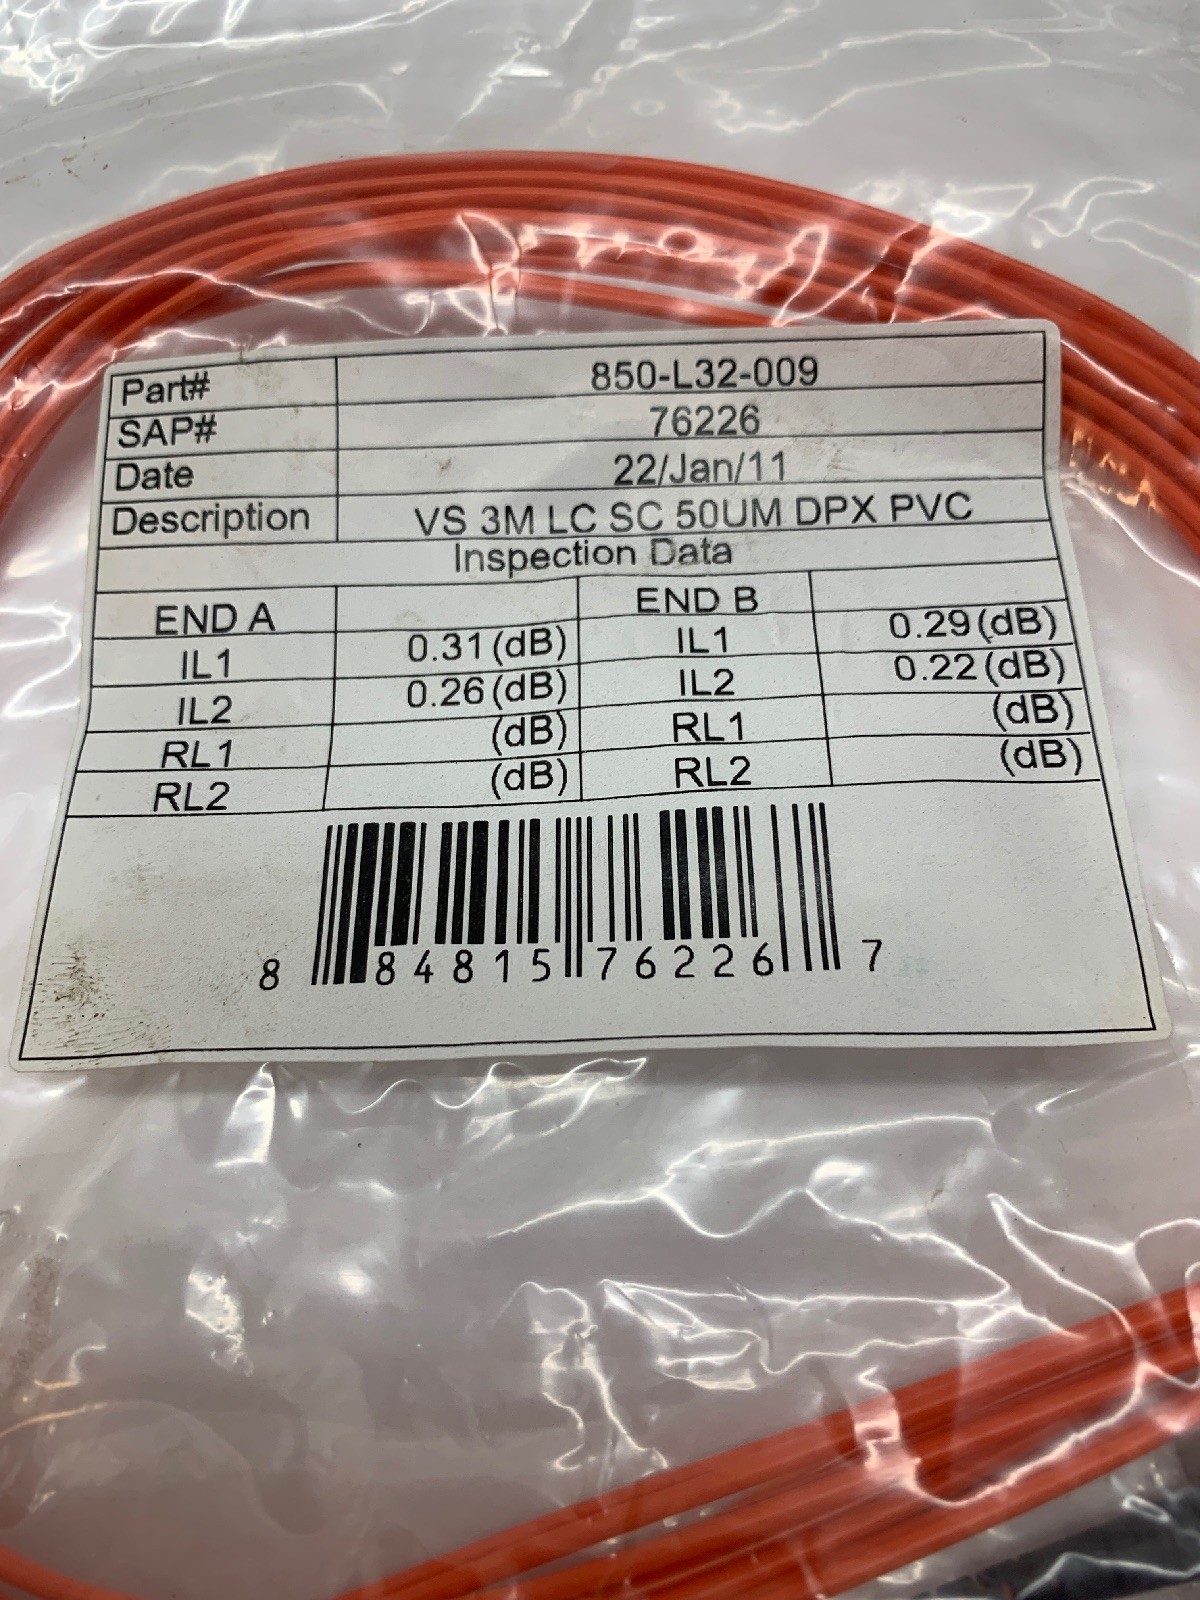 Part# 850-L32-009
SAP# 76226
Date 22/Jan/11
Description VS 3M LC SC 50UM DPX PVC
Inspection Data
END A END B
IL1 0.31(dB) IL1 0.29(dB)
IL2 0.26(dB) IL2 0.22(dB)
RL1 (dB) RL1 (dB)
RL2 (dB) RL2 (dB)
8 84815 76226 7